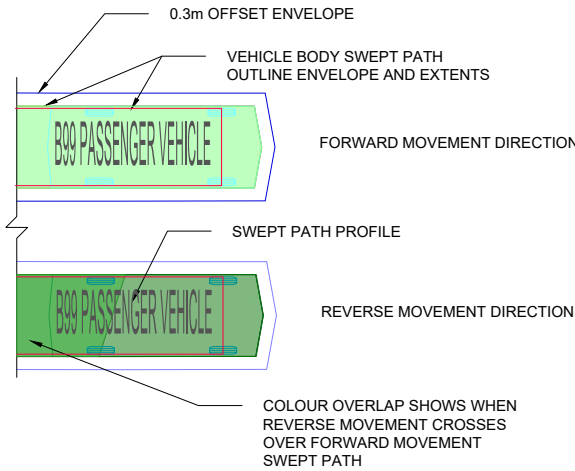 0.3m OFFSET ENVELOPE
VEHICLE BODY SWEPT PATH
OUTLINE ENVELOPE AND EXTENTS
B99 PASSENGER VEHICLE
FORWARD MOVEMENT DIRECTION
SWEPT PATH PROFILE
B99 PASSENGER VEHICLE
REVERSE MOVEMENT DIRECTION
COLOUR OVERLAP SHOWS WHEN
REVERSE MOVEMENT CROSSES
OVER FORWARD MOVEMENT
SWEPT PATH